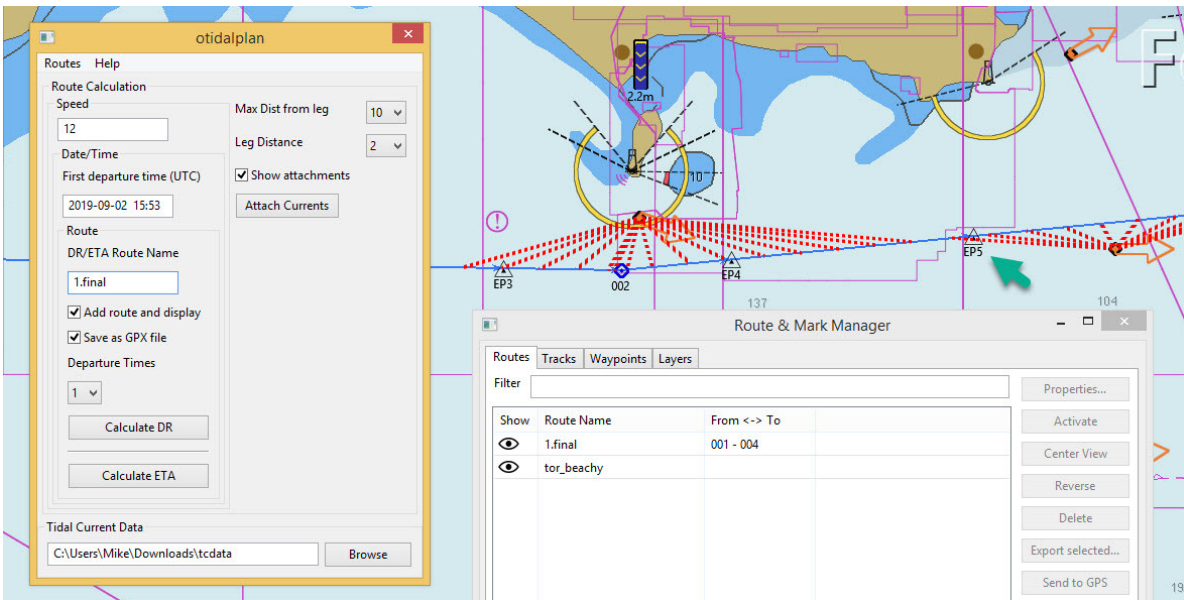 otidalplan
Routes Help
Route Calculation
Speed
12
Date/Time
First departure time (UTC)
2019-09-02 15:53
Route
DR/ETA Route Name
1.final
Add route and display
Save as GPX file
Departure Times
1
Calculate DR
Calculate ETA
Max Dist from leg 10
Leg Distance 2
Show attachments
Attach Currents
Tidal Current Data
C:\Users\Mike\Downloads\tcdata Browse
2.2m
10
EP3
002
EP4
EP5
137
104
19
Route & Mark Manager
Routes Tracks Waypoints Layers
Filter
Show Route Name From <-> To
1.final 001 - 004
tor_beachy
Properties...
Activate
Center View
Reverse
Delete
Export selected...
Send to GPS